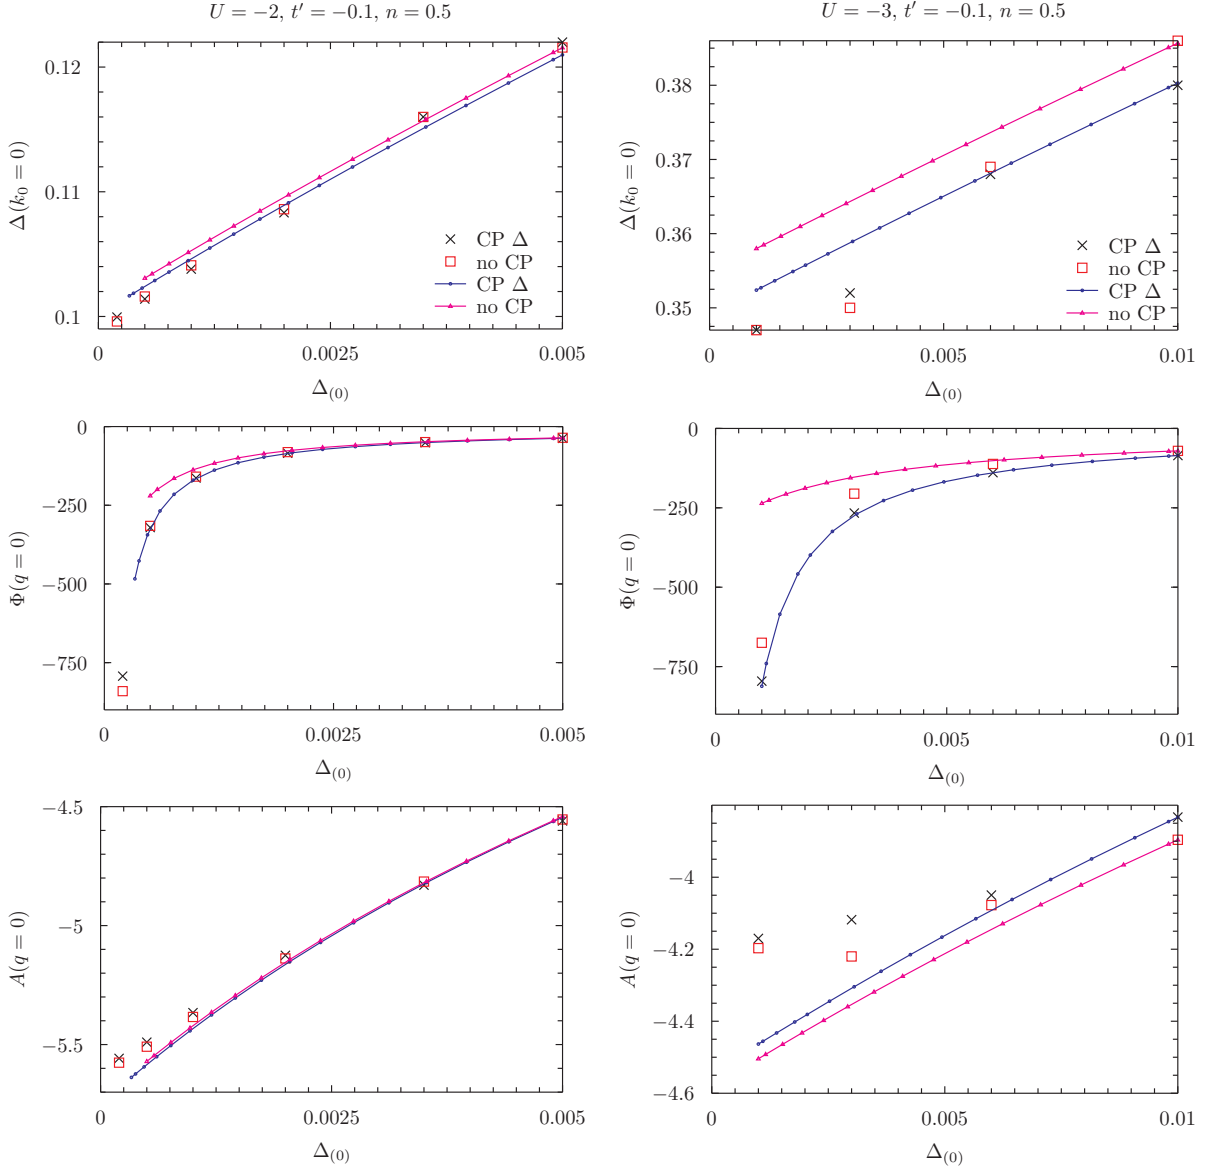 U = −2, t′ = −0.1, n = 0.5
Δ(k₀ = 0)
0.12
0.11
0.1
CP Δ
no CP
CP Δ
no CP
0
0.0025
0.005
Δ₍₀₎
U = −3, t′ = −0.1, n = 0.5
Δ(k₀ = 0)
0.38
0.37
0.36
0.35
CP Δ
no CP
CP Δ
no CP
0
0.005
0.01
Δ₍₀₎
Φ(q = 0)
0
−250
−500
−750
0
0.0025
0.005
Δ₍₀₎
Φ(q = 0)
0
−250
−500
−750
0
0.005
0.01
Δ₍₀₎
A(q = 0)
−4.5
−5
−5.5
0
0.0025
0.005
Δ₍₀₎
A(q = 0)
−4
−4.2
−4.4
−4.6
0
0.005
0.01
Δ₍₀₎